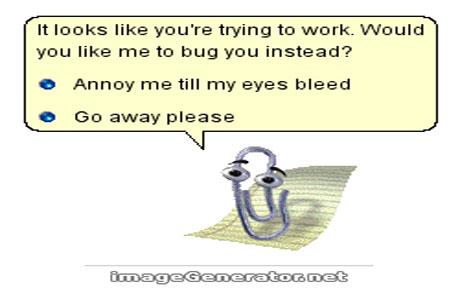 It looks like you're trying to work. Would
you like me to bug you instead?
Annoy me till my eyes bleed
Go away please
imageGenerator.net